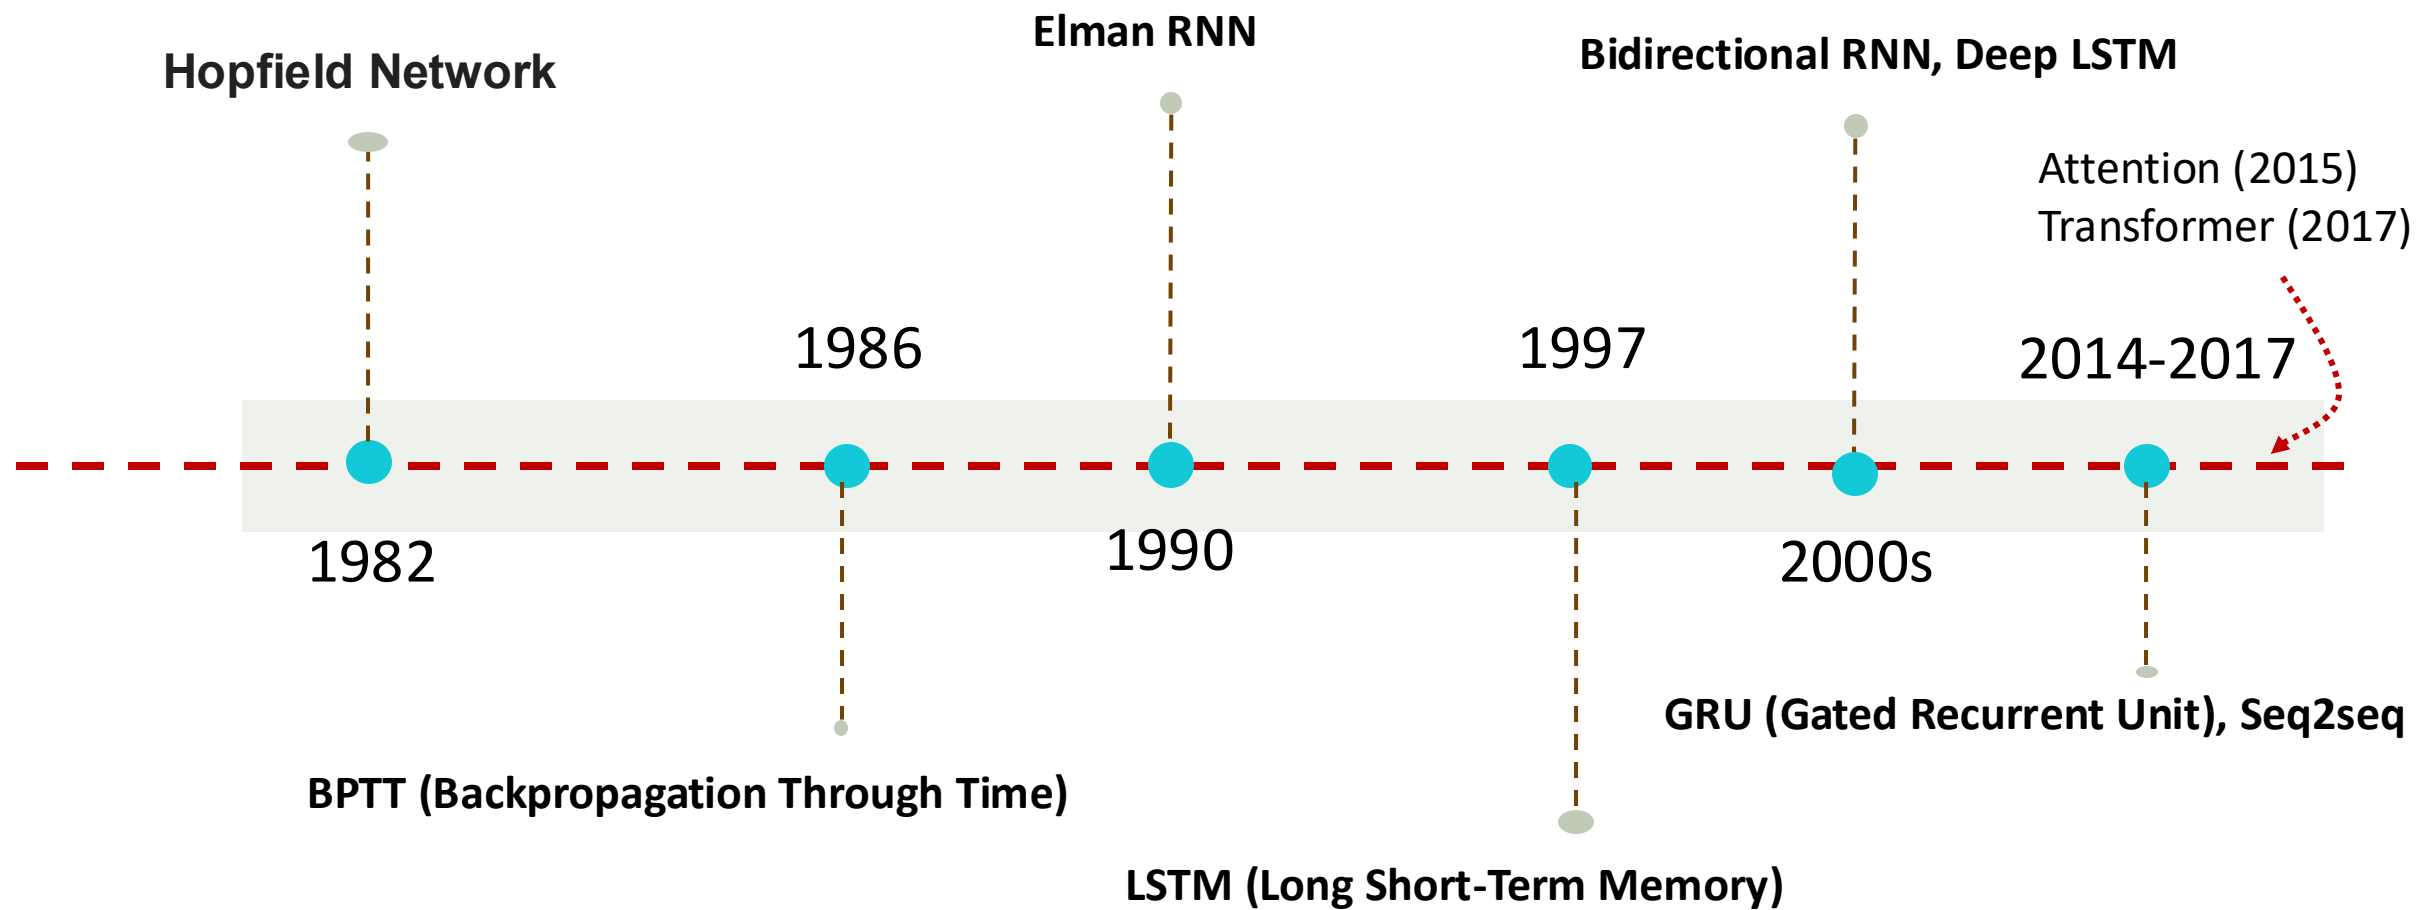 Elman RNN
Bidirectional RNN, Deep LSTM
Hopfield Network
Attention (2015)
Transformer (2017)
1986
1997
2014-2017
1982
1990
2000s
GRU (Gated Recurrent Unit), Seq2seq
BPTT (Backpropagation Through Time)
LSTM (Long Short-Term Memory)